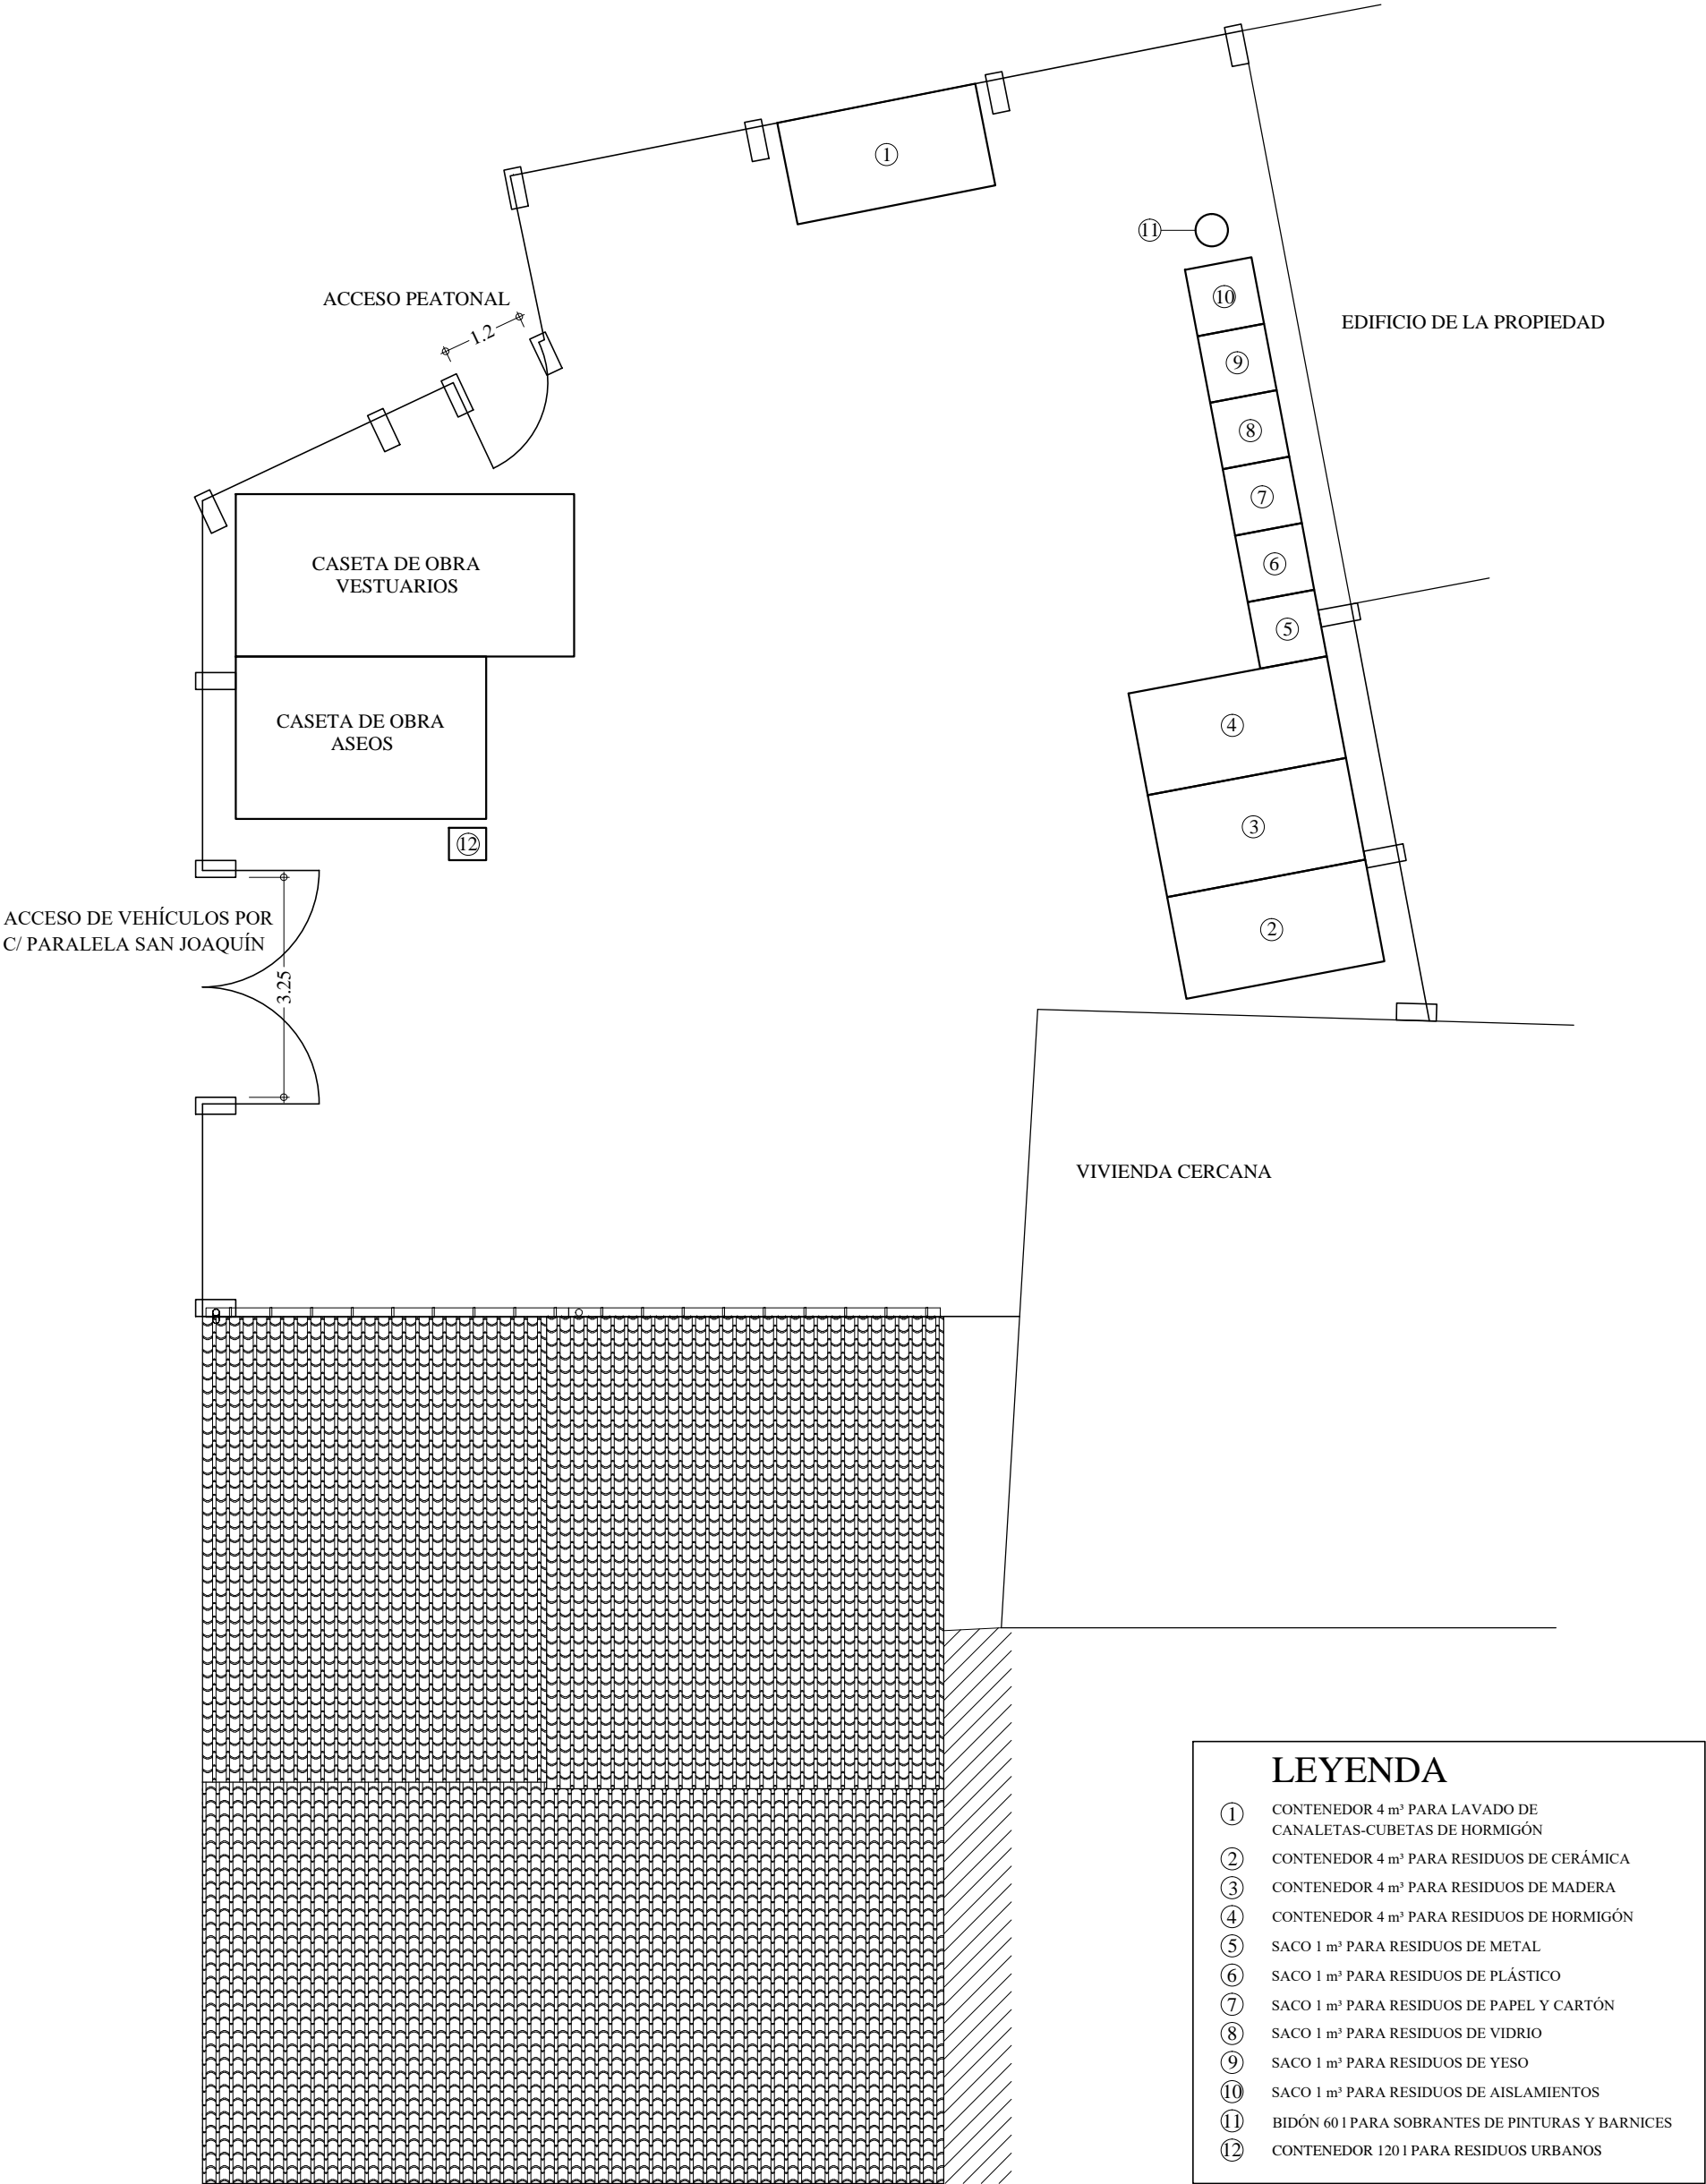 1
11
10
ACCESO PEATONAL
1.2
EDIFICIO DE LA PROPIEDAD
9
8
7
CASETA DE OBRA
VESTUARIOS
6
5
CASETA DE OBRA
ASEOS
4
3
12
ACCESO DE VEHÍCULOS POR
C/ PARALELA SAN JOAQUÍN
2
3.25
VIVIENDA CERCANA
LEYENDA
1 CONTENEDOR 4 m³ PARA LAVADO DE
CANALETAS-CUBETAS DE HORMIGÓN
2 CONTENEDOR 4 m³ PARA RESIDUOS DE CERÁMICA
3 CONTENEDOR 4 m³ PARA RESIDUOS DE MADERA
4 CONTENEDOR 4 m³ PARA RESIDUOS DE HORMIGÓN
5 SACO 1 m³ PARA RESIDUOS DE METAL
6 SACO 1 m³ PARA RESIDUOS DE PLÁSTICO
7 SACO 1 m³ PARA RESIDUOS DE PAPEL Y CARTÓN
8 SACO 1 m³ PARA RESIDUOS DE VIDRIO
9 SACO 1 m³ PARA RESIDUOS DE YESO
10 SACO 1 m³ PARA RESIDUOS DE AISLAMIENTOS
11 BIDÓN 60 l PARA SOBRANTES DE PINTURAS Y BARNICES
12 CONTENEDOR 120 l PARA RESIDUOS URBANOS